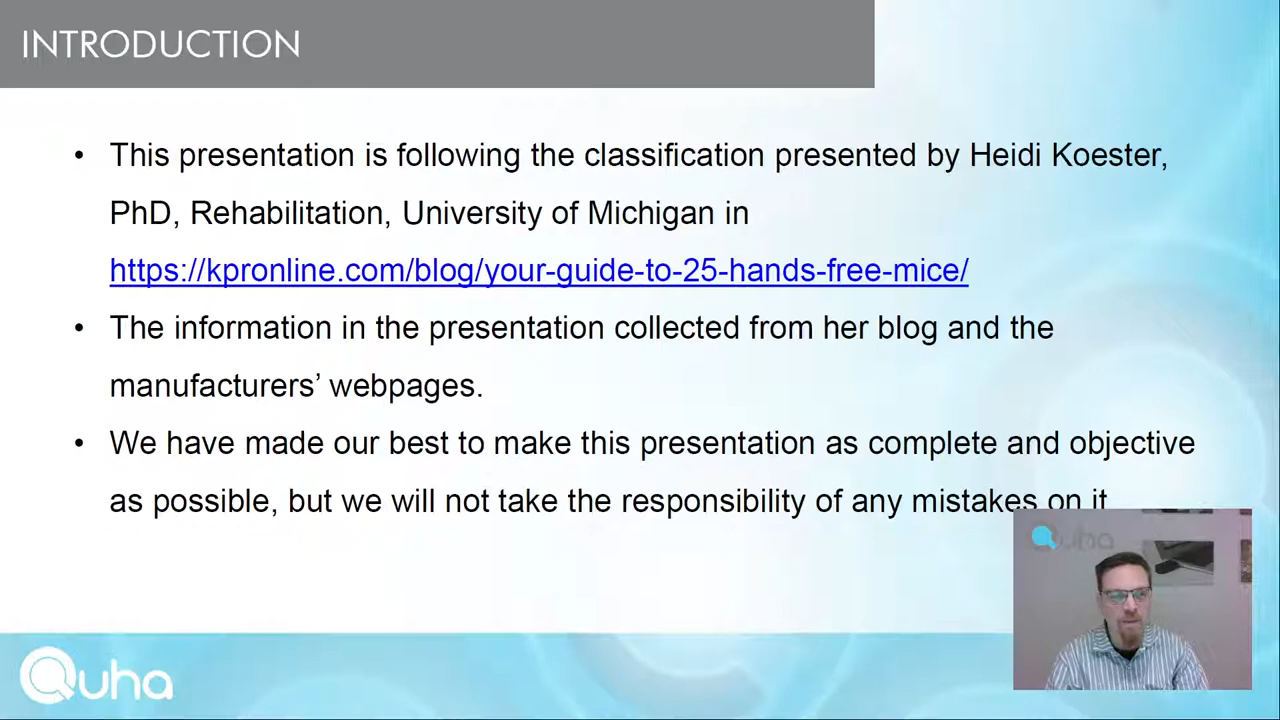 INTRODUCTION
• This presentation is following the classification presented by Heidi Koester,
PhD, Rehabilitation, University of Michigan in
https://kpronline.com/blog/your-guide-to-25-hands-free-mice/
• The information in the presentation collected from her blog and the
manufacturers’ webpages.
• We have made our best to make this presentation as complete and objective
as possible, but we will not take the responsibility of any mistakes on it
Quha
Quha